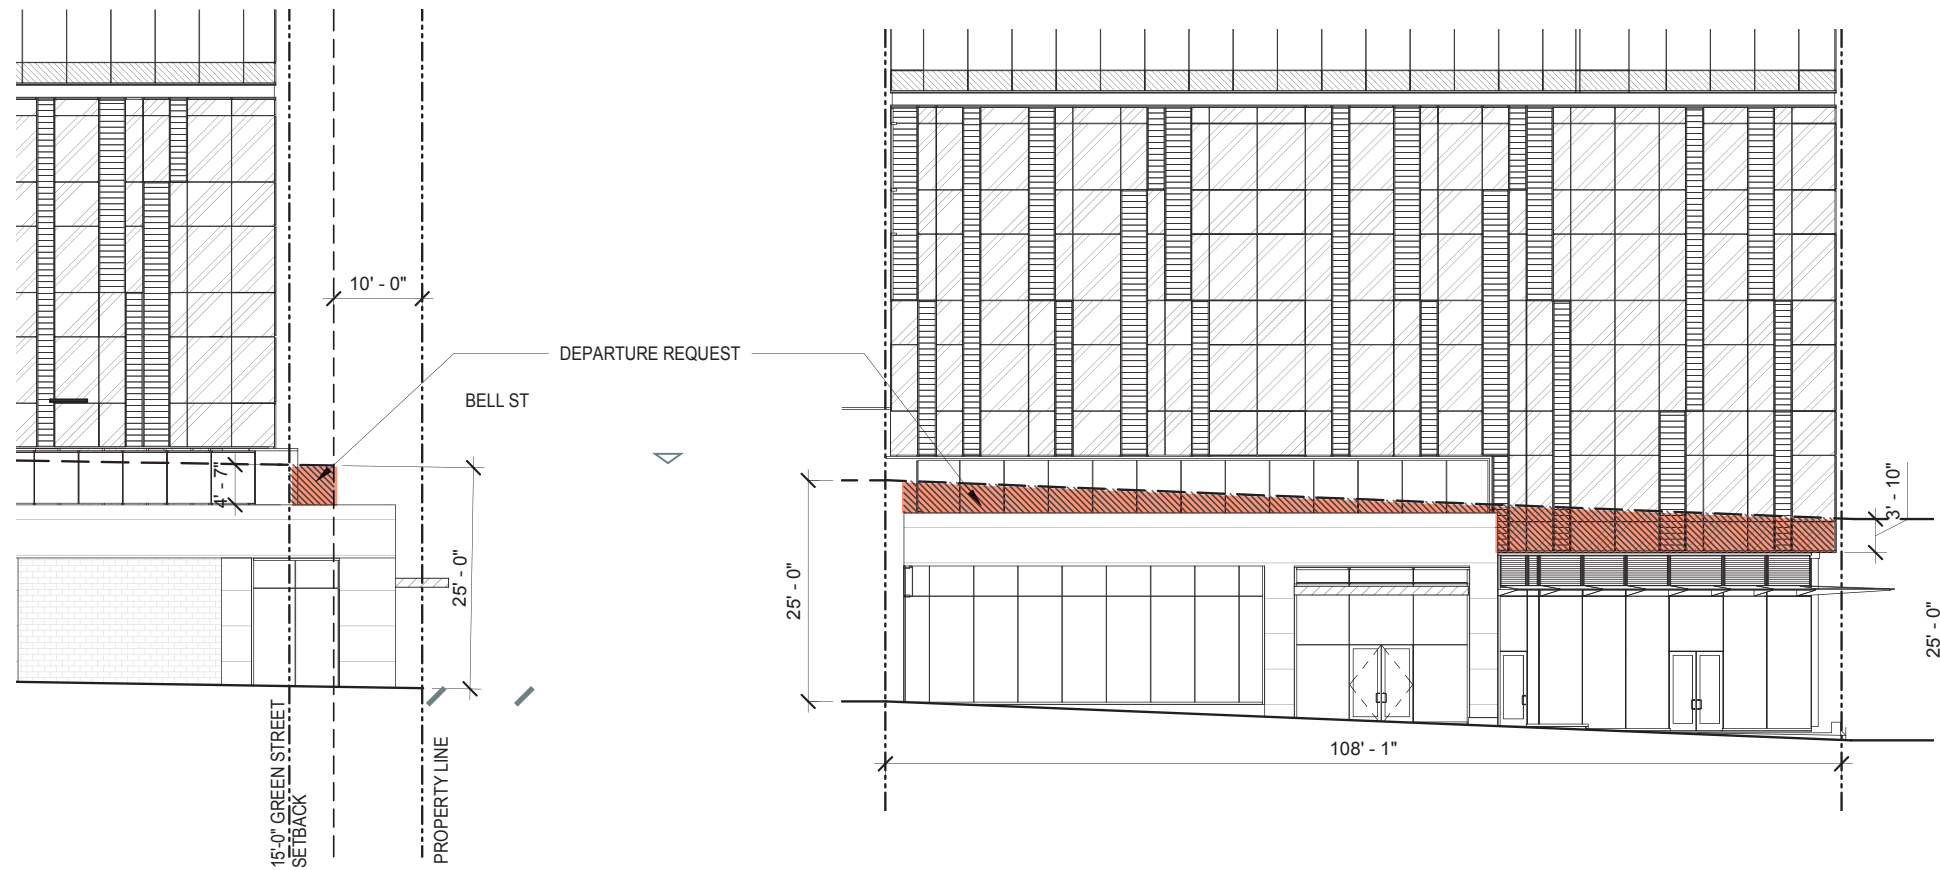 10' - 0"
DEPARTURE REQUEST
BELL ST
4' - 7"
25' - 0"
15'-0" GREEN STREET
SETBACK
PROPERTY LINE
25' - 0"
108' - 1"
3' - 10"
25' - 0"